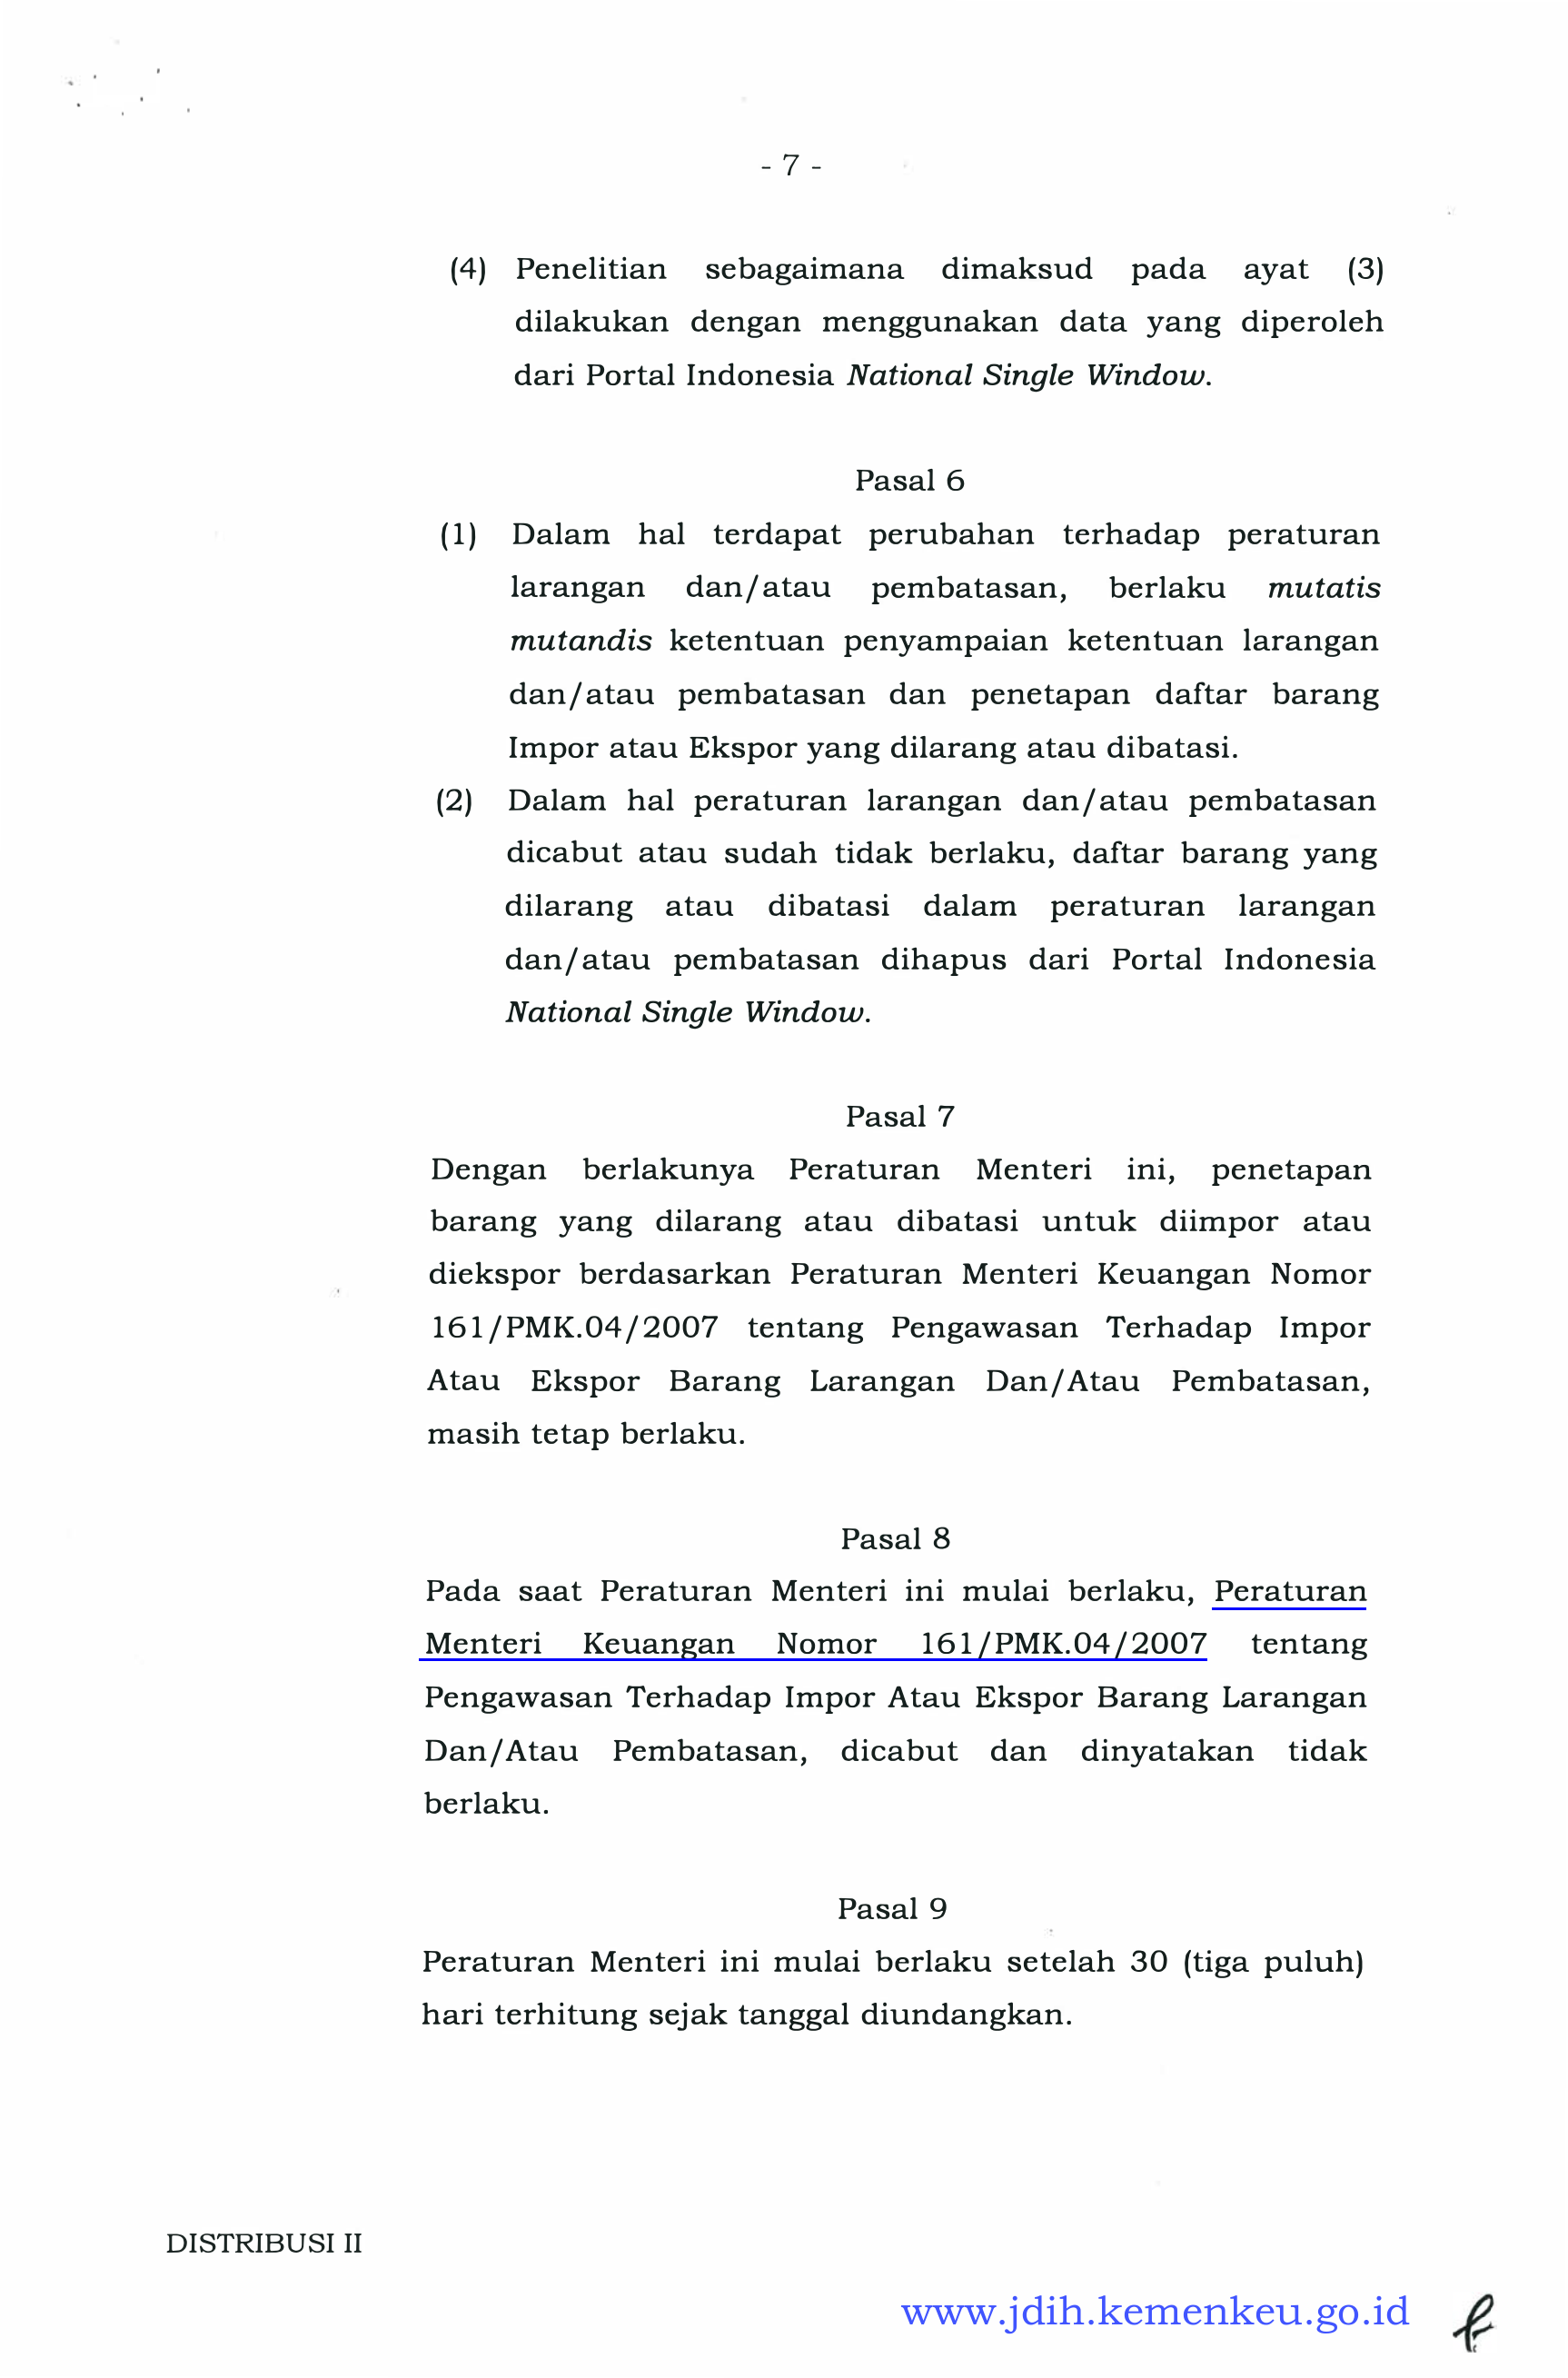 - 7 -
(4) Penelitian sebagaimana dimaksud pada ayat (3)
dilakukan dengan menggunakan data yang diperoleh
dari Portal Indonesia National Single Window.
Pasal 6
(1) Dalam hal terdapat perubahan terhadap peraturan
larangan dan/atau pembatasan, berlaku mutatis
mutandis ketentuan penyampaian ketentuan larangan
dan/atau pembatasan dan penetapan daftar barang
Impor atau Ekspor yang dilarang atau dibatasi.
(2) Dalam hal peraturan larangan dan/atau pembatasan
dicabut atau sudah tidak berlaku, daftar barang yang
dilarang atau dibatasi dalam peraturan larangan
dan/atau pembatasan dihapus dari Portal Indonesia
National Single Window.
Pasal 7
Dengan berlakunya Peraturan Menteri ini, penetapan
barang yang dilarang atau dibatasi untuk diimpor atau
diekspor berdasarkan Peraturan Menteri Keuangan Nomor
161/PMK.04/2007 tentang Pengawasan Terhadap Impor
Atau Ekspor Barang Larangan Dan/Atau Pembatasan,
masih tetap berlaku.
Pasal 8
Pada saat Peraturan Menteri ini mulai berlaku, Peraturan
Menteri Keuangan Nomor 161/PMK.04/2007 tentang
Pengawasan Terhadap Impor Atau Ekspor Barang Larangan
Dan/Atau Pembatasan, dicabut dan dinyatakan tidak
berlaku.
Pasal 9
Peraturan Menteri ini mulai berlaku setelah 30 (tiga puluh)
hari terhitung sejak tanggal diundangkan.
DISTRIBUSI II
www.jdih.kemenkeu.go.id